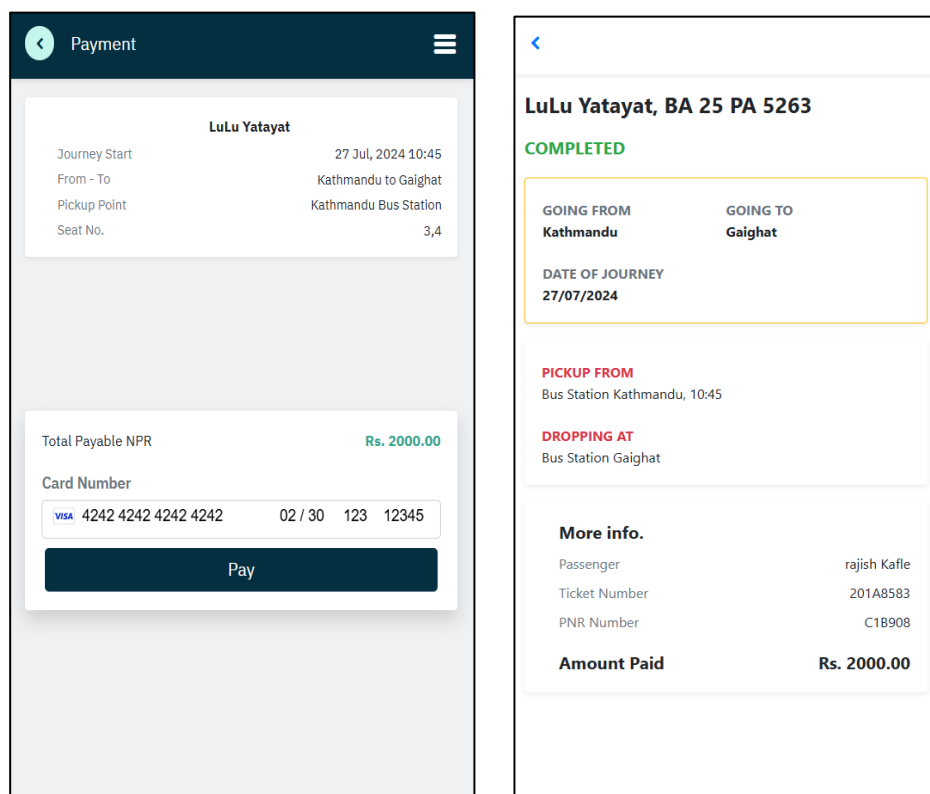 Payment
LuLu Yatayat
Journey Start 27 Jul, 2024 10:45
From - To Kathmandu to Gaighat
Pickup Point Kathmandu Bus Station
Seat No. 3,4
Total Payable NPR Rs. 2000.00
Card Number
VISA 4242 4242 4242 4242 02 / 30 123 12345
Pay
LuLu Yatayat, BA 25 PA 5263
COMPLETED
GOING FROM GOING TO
Kathmandu Gaighat
DATE OF JOURNEY
27/07/2024
PICKUP FROM
Bus Station Kathmandu, 10:45
DROPPING AT
Bus Station Gaighat
More info.
Passenger rajish Kafle
Ticket Number 201A8583
PNR Number C1B908
Amount Paid Rs. 2000.00